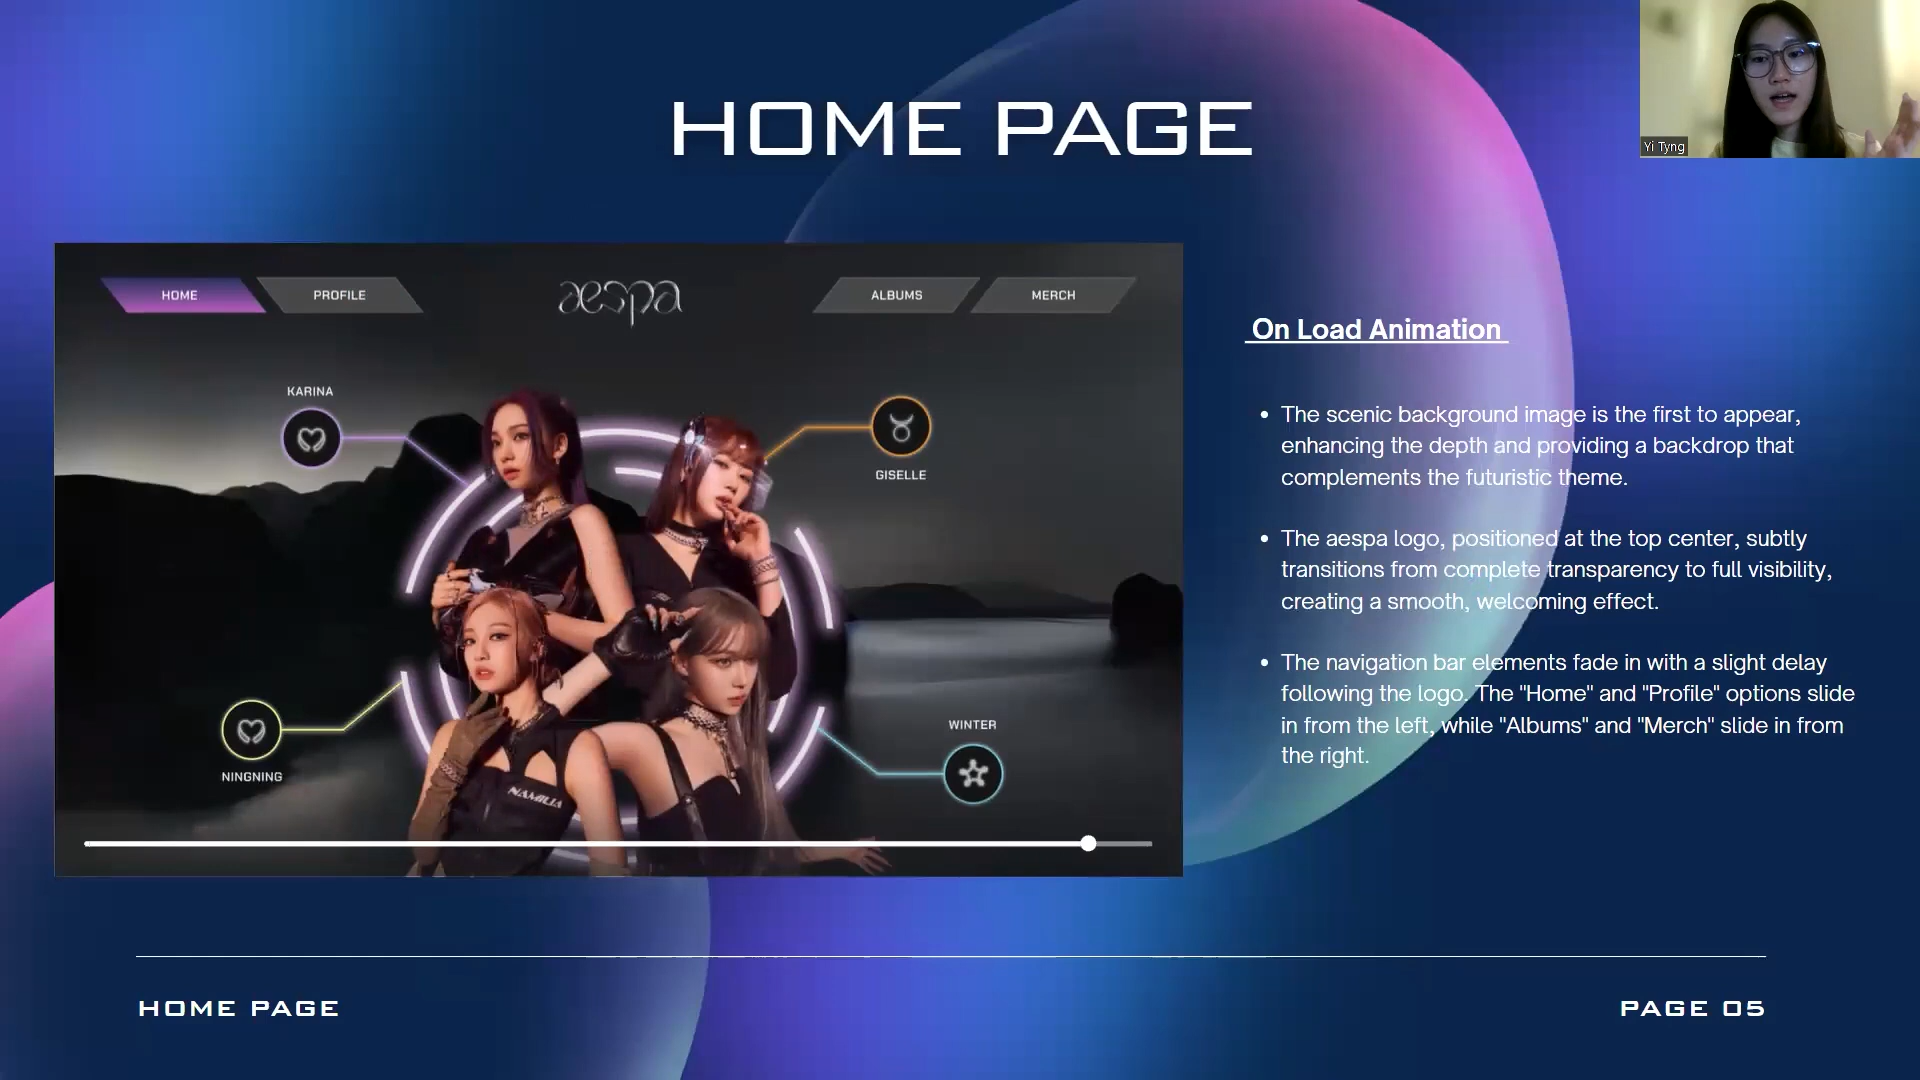 HOME PAGE
Yi Tyng
HOME
PROFILE
aespa
ALBUMS
MERCH
KARINA
GISELLE
NAMILIA
NINGNING
WINTER
On Load Animation
• The scenic background image is the first to appear,
enhancing the depth and providing a backdrop that
complements the futuristic theme.
• The aespa logo, positioned at the top center, subtly
transitions from complete transparency to full visibility,
creating a smooth, welcoming effect.
• The navigation bar elements fade in with a slight delay
following the logo. The "Home" and "Profile" options slide
in from the left, while "Albums" and "Merch" slide in from
the right.
HOME PAGE
PAGE 05